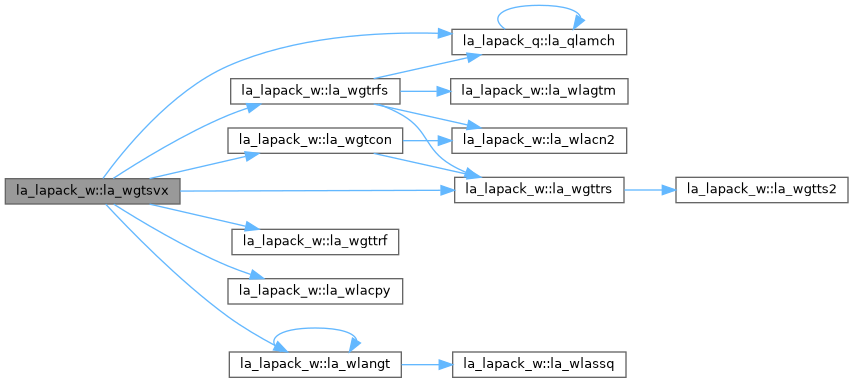 la_lapack_q::la_qlamch
la_lapack_w::la_wgtrfs
la_lapack_w::la_wlagtm
la_lapack_w::la_wgtcon
la_lapack_w::la_wlacn2
la_lapack_w::la_wgtsvx
la_lapack_w::la_wgttrs
la_lapack_w::la_wgtts2
la_lapack_w::la_wgttrf
la_lapack_w::la_wlacpy
la_lapack_w::la_wlangt
la_lapack_w::la_wlassq